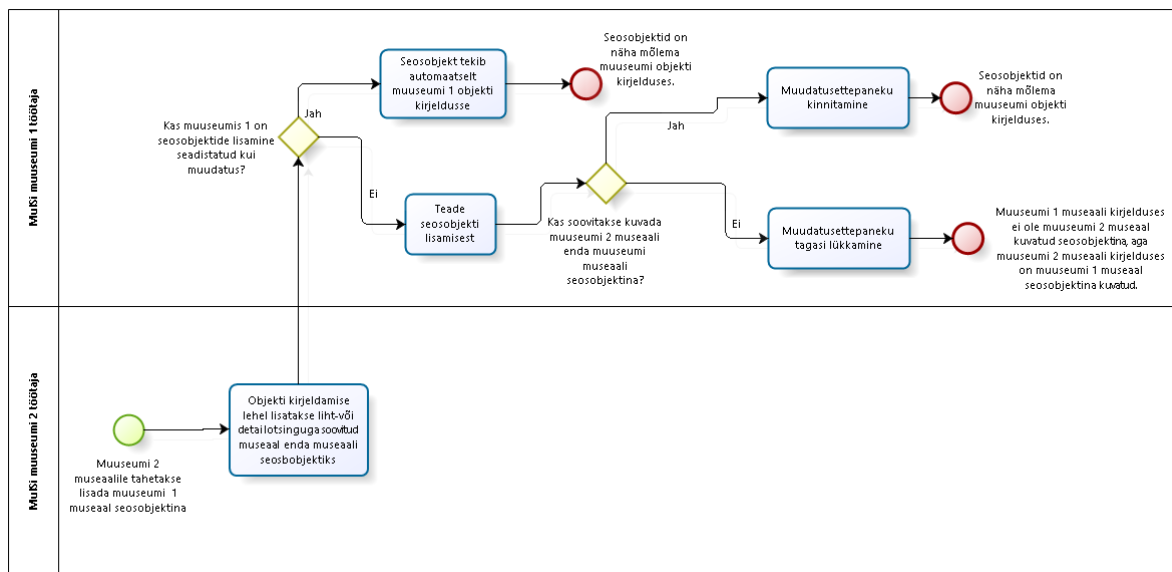 MuISi muuseumi 1 töötaja
Kas muuseumis 1 on
seosobjektide lisamine
seadistatud kui
muudatus?
Jah
Ei
Seosobjekt tekib
automaatselt
muuseumi 1 objekti
kirjeldusse
Seosobjektid on
näha mõlema
muuseumi objekti
kirjelduses.
Teade
seosobjekti
lisamisest
Kas soovitakse kuvada
muuseumi 2 museaali
enda muuseumi
museaali
seosobjektina?
Jah
Ei
Muudatusettepaneku
kinnitamine
Seosobjektid on
näha mõlema
muuseumi objekti
kirjelduses.
Muudatusettepaneku
tagasi lükkamine
Muuseumi 1 museaali kirjelduses
ei ole muuseumi 2 museaal
kuvatud seosobjektina, aga
muuseumi 2 museaali kirjelduses
on muuseumi 1 museaal
seosobjektina kuvatud.
MuISi muuseumi 2 töötaja
Muuseumi 2
museaalile tahetakse
lisada muuseumi 1
museaal seosobjektina
Objekti kirjeldamise
lehel lisatakse liht-või
detailotsinguga soovitud
museaal enda museaali
seosbobjektiks